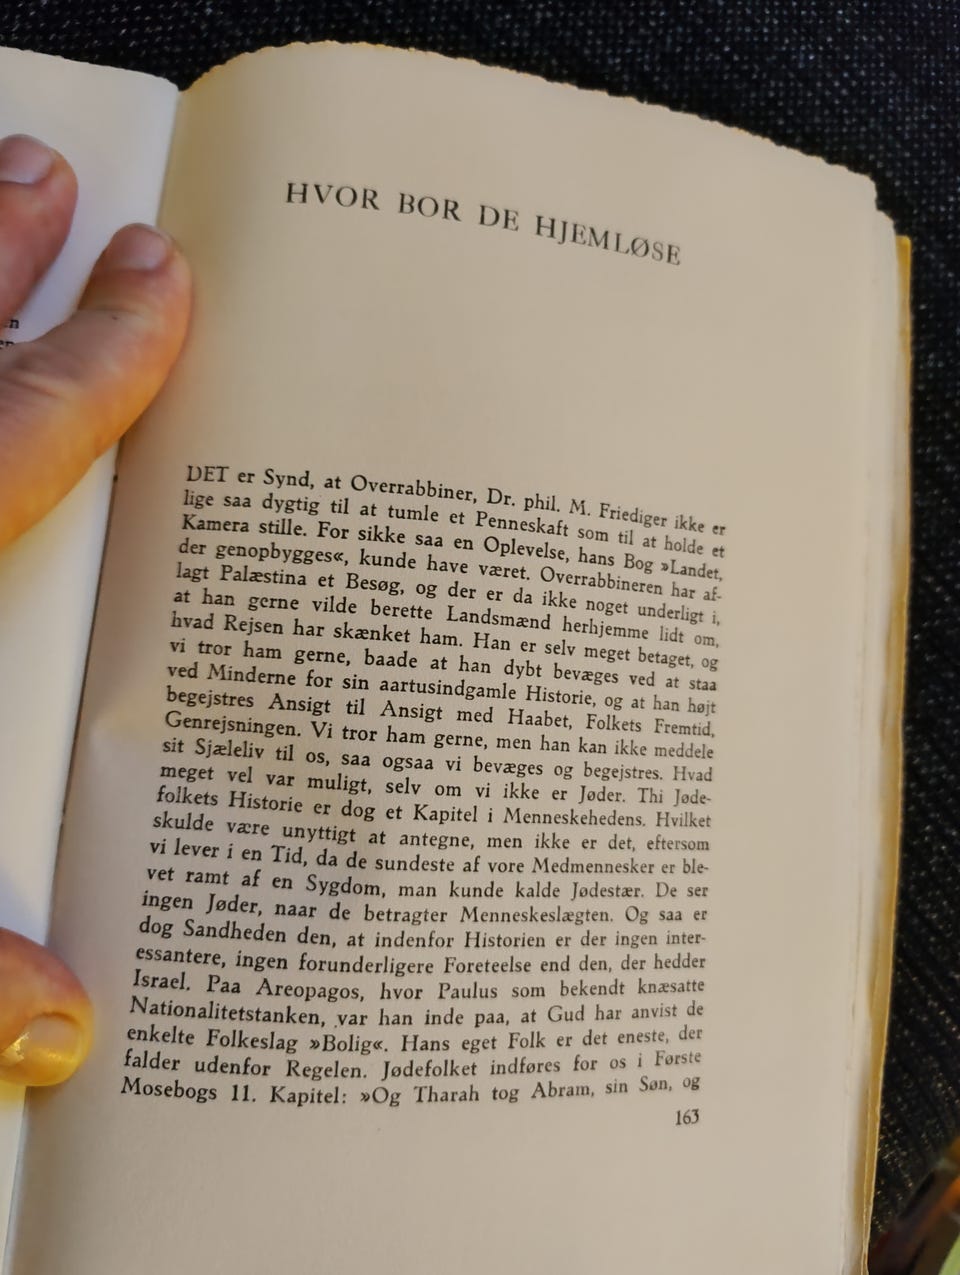 HVOR BOR DE HJEMLØSE
DET er Synd, at Overrabbiner, Dr. phil. M. Friediger ikke er
lige saa dygtig til at tumle et Penneskaft som til at holde et
Kamera stille. For sikke saa en Oplevelse, hans Bog »Landet,
der genopbygges«, kunde have været. Overrabbineren har af-
lagt Palæstina et Besøg, og der er da ikke noget underligt i,
at han gerne vilde berette Landsmænd herhjemme lidt om,
hvad Rejsen har skænket ham. Han er selv meget betaget, og
vi tror ham gerne, baade at han dybt bevæges ved at staa
ved Minderne for sin aartusindgamle Historie, og at han højt
begejstres Ansigt til Ansigt med Haabet, Folkets Fremtid,
Genrejsningen. Vi tror ham gerne, men han kan ikke meddele
sit Sjæleliv til os, saa ogsaa vi bevæges og begejstres. Hvad
meget vel var muligt, selv om vi ikke er Jøder. Thi Jøde-
folkets Historie er dog et Kapitel i Menneskehedens. Hvilket
skulde være unyttigt at antegne, men ikke er det, eftersom
vi lever i en Tid, da de sundeste af vore Medmennesker er ble-
vet ramt af en Sygdom, man kunde kalde Jødestær. De ser
ingen Jøder, naar de betragter Menneskeslægten. Og saa er
dog Sandheden den, at indenfor Historien er der ingen inter-
essantere, ingen forunderligere Foreteelse end den, der hedder
Israel. Paa Areopagos, hvor Paulus som bekendt knæsatte
Nationalitetstanken, var han inde paa, at Gud har anvist de
enkelte Folkeslag »Bolig«. Hans eget Folk er det eneste, der
falder udenfor Regelen. Jødefolket indføres for os i Første
Mosebogs 11. Kapitel: »Og Tharah tog Abram, sin Søn, og
163